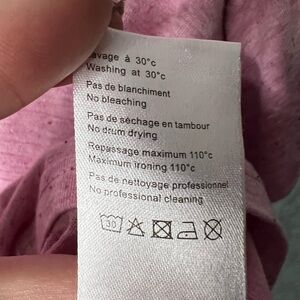 avage à 30°c
Washing at 30°c
Pas de blanchiment
No bleaching
Pas de séchage en tambour
No drum drying
Repassage maximum 110°c
Maximum ironing 110°c
Pas de nettoyage professionnel
No professional cleaning
30